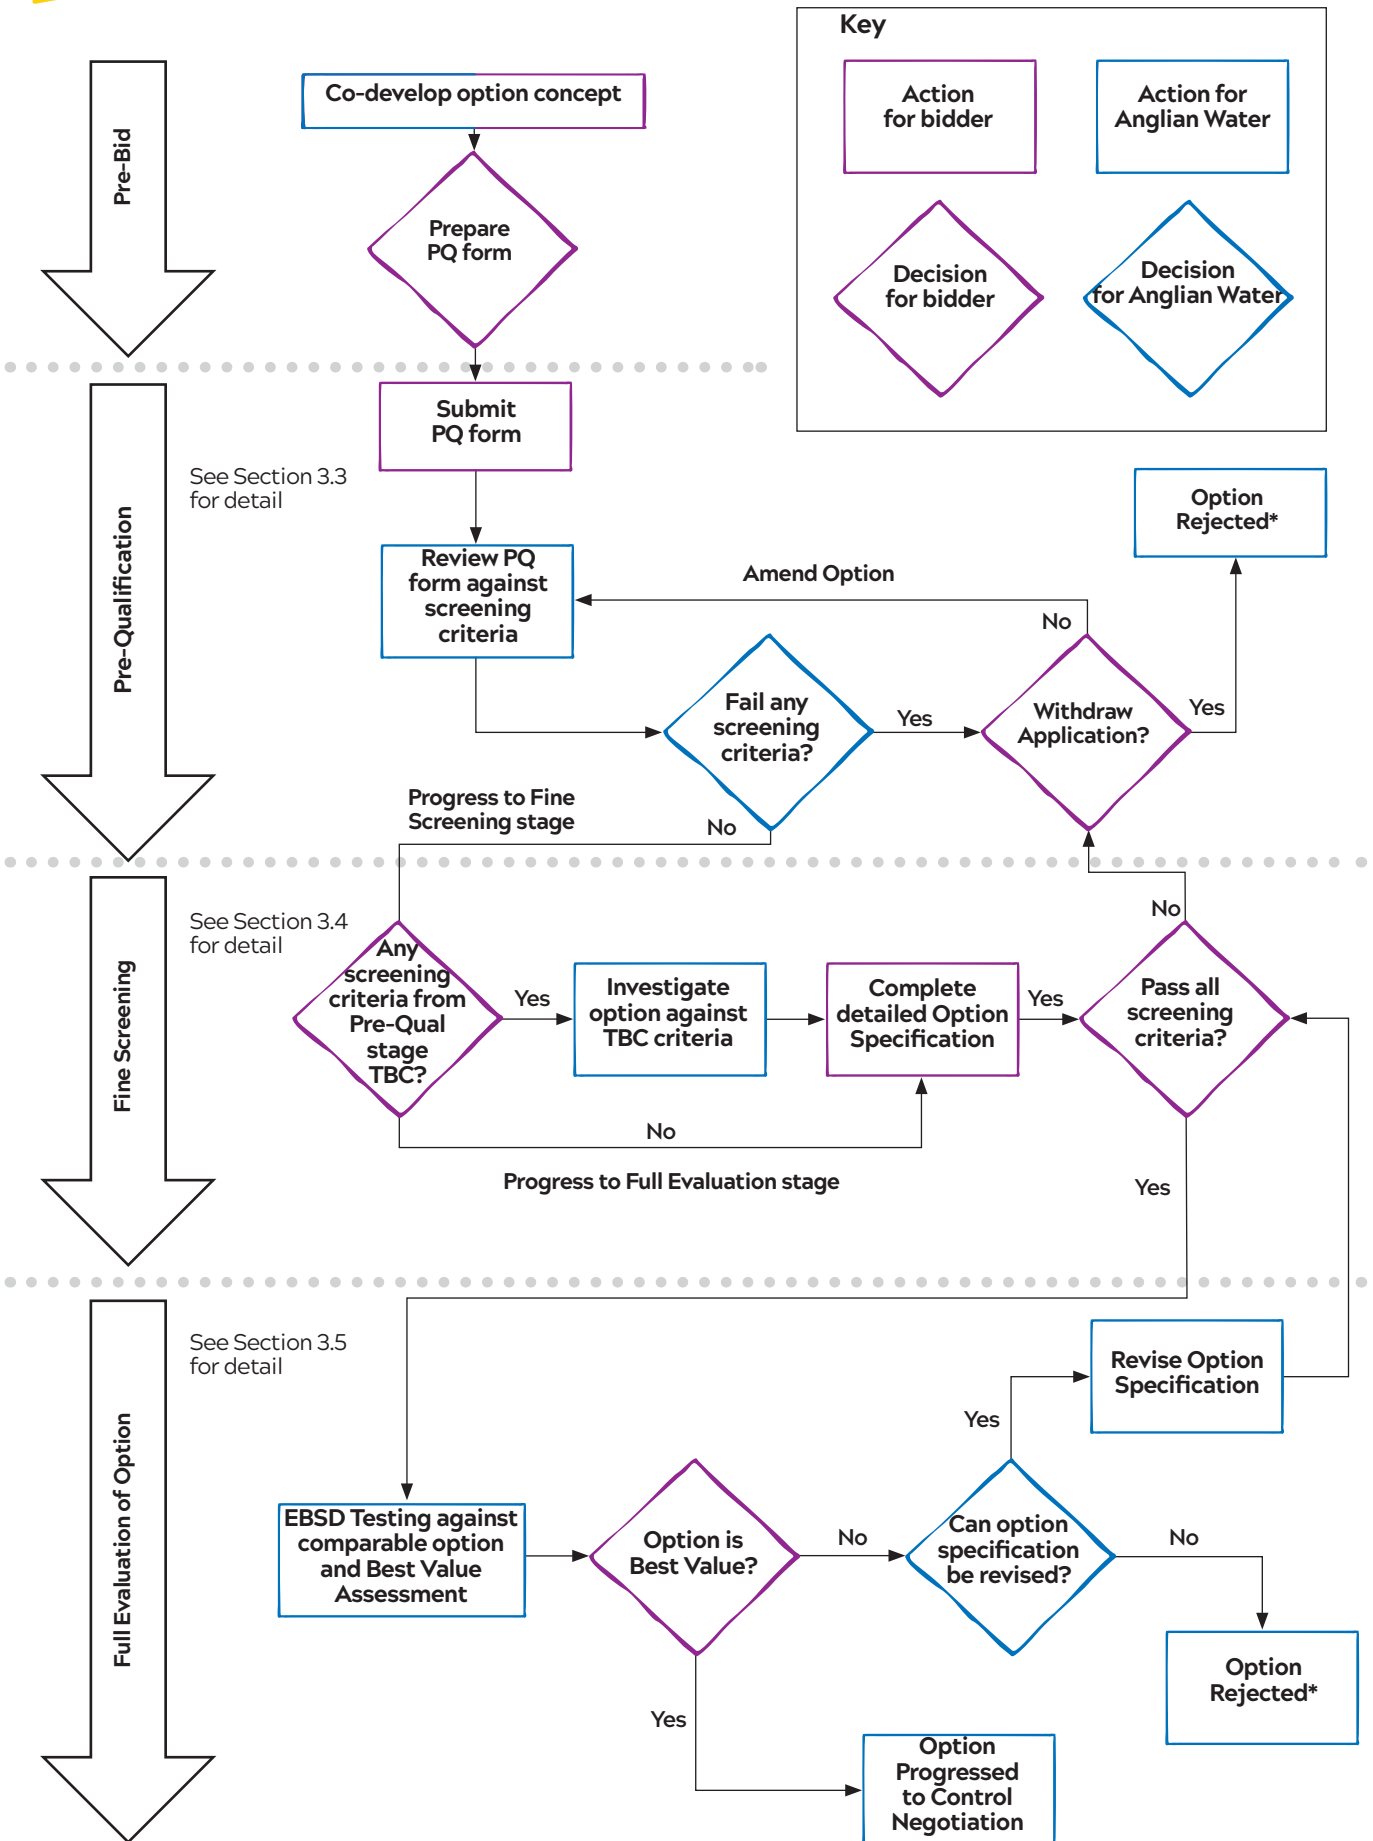 Key
Action
for bidder
Action for
Anglian Water
Decision
for bidder
Decision
for Anglian Water
Pre-Bid
Co-develop option concept
Prepare
PQ form
Pre-Qualification
See Section 3.3
for detail
Submit
PQ form
Review PQ
form against
screening
criteria
Amend Option
No
Option
Rejected*
Fail any
screening
criteria?
Yes
Withdraw
Application?
Yes
Progress to Fine
Screening stage
No
Fine Screening
See Section 3.4
for detail
Any
screening
criteria from
Pre-Qual
stage
TBC?
Yes
Investigate
option against
TBC criteria
Complete
detailed Option
Specification
Yes
Pass all
screening
criteria?
No
No
Progress to Full Evaluation stage
Yes
Full Evaluation of Option
See Section 3.5
for detail
Revise Option
Specification
Yes
EBSD Testing against
comparable option
and Best Value
Assessment
Option is
Best Value?
No
Can option
specification
be revised?
No
Option
Rejected*
Yes
Option
Progressed
to Control
Negotiation